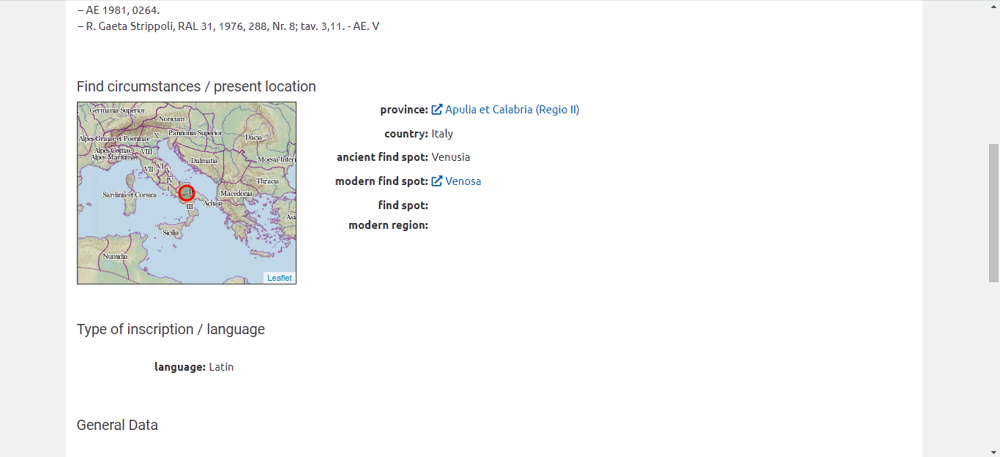 – AE 1981, 0264.
– R. Gaeta Strippoli, RAL 31, 1976, 288, Nr. 8; tav. 3,11. - AE. V
Find circumstances / present location
Germania Superior
Noricum
Pannonia Superior
Dacia
Alpes Graiae et Poeninae
X
Alpes Cottiae
VIII
Alpes Maritimae
Dalmatia
Moesia Inferi
VII
VI
V
IV
Thracia
I
II
Sardinia et Corsica
Macedonia
III
Achaia
Asi
Sicilia
Numidia
Leaflet
province: Apulia et Calabria (Regio II)
country: Italy
ancient find spot: Venusia
modern find spot: Venosa
find spot:
modern region:
Type of inscription / language
language: Latin
General Data